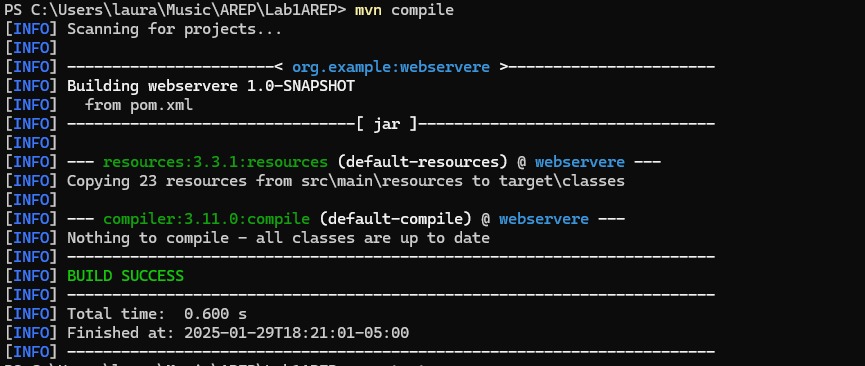 PS C:\Users\laura\Music\AREP\Lab1AREP> mvn compile
[INFO] Scanning for projects...
[INFO]
[INFO] -----------------------< org.example:webservere >-----------------------
[INFO] Building webservere 1.0-SNAPSHOT
[INFO]   from pom.xml
[INFO] --------------------------------[ jar ]---------------------------------
[INFO]
[INFO] --- resources:3.3.1:resources (default-resources) @ webservere ---
[INFO] Copying 23 resources from src\main\resources to target\classes
[INFO]
[INFO] --- compiler:3.11.0:compile (default-compile) @ webservere ---
[INFO] Nothing to compile - all classes are up to date
[INFO] ------------------------------------------------------------------------
[INFO] BUILD SUCCESS
[INFO] ------------------------------------------------------------------------
[INFO] Total time:  0.600 s
[INFO] Finished at: 2025-01-29T18:21:01-05:00
[INFO] ------------------------------------------------------------------------